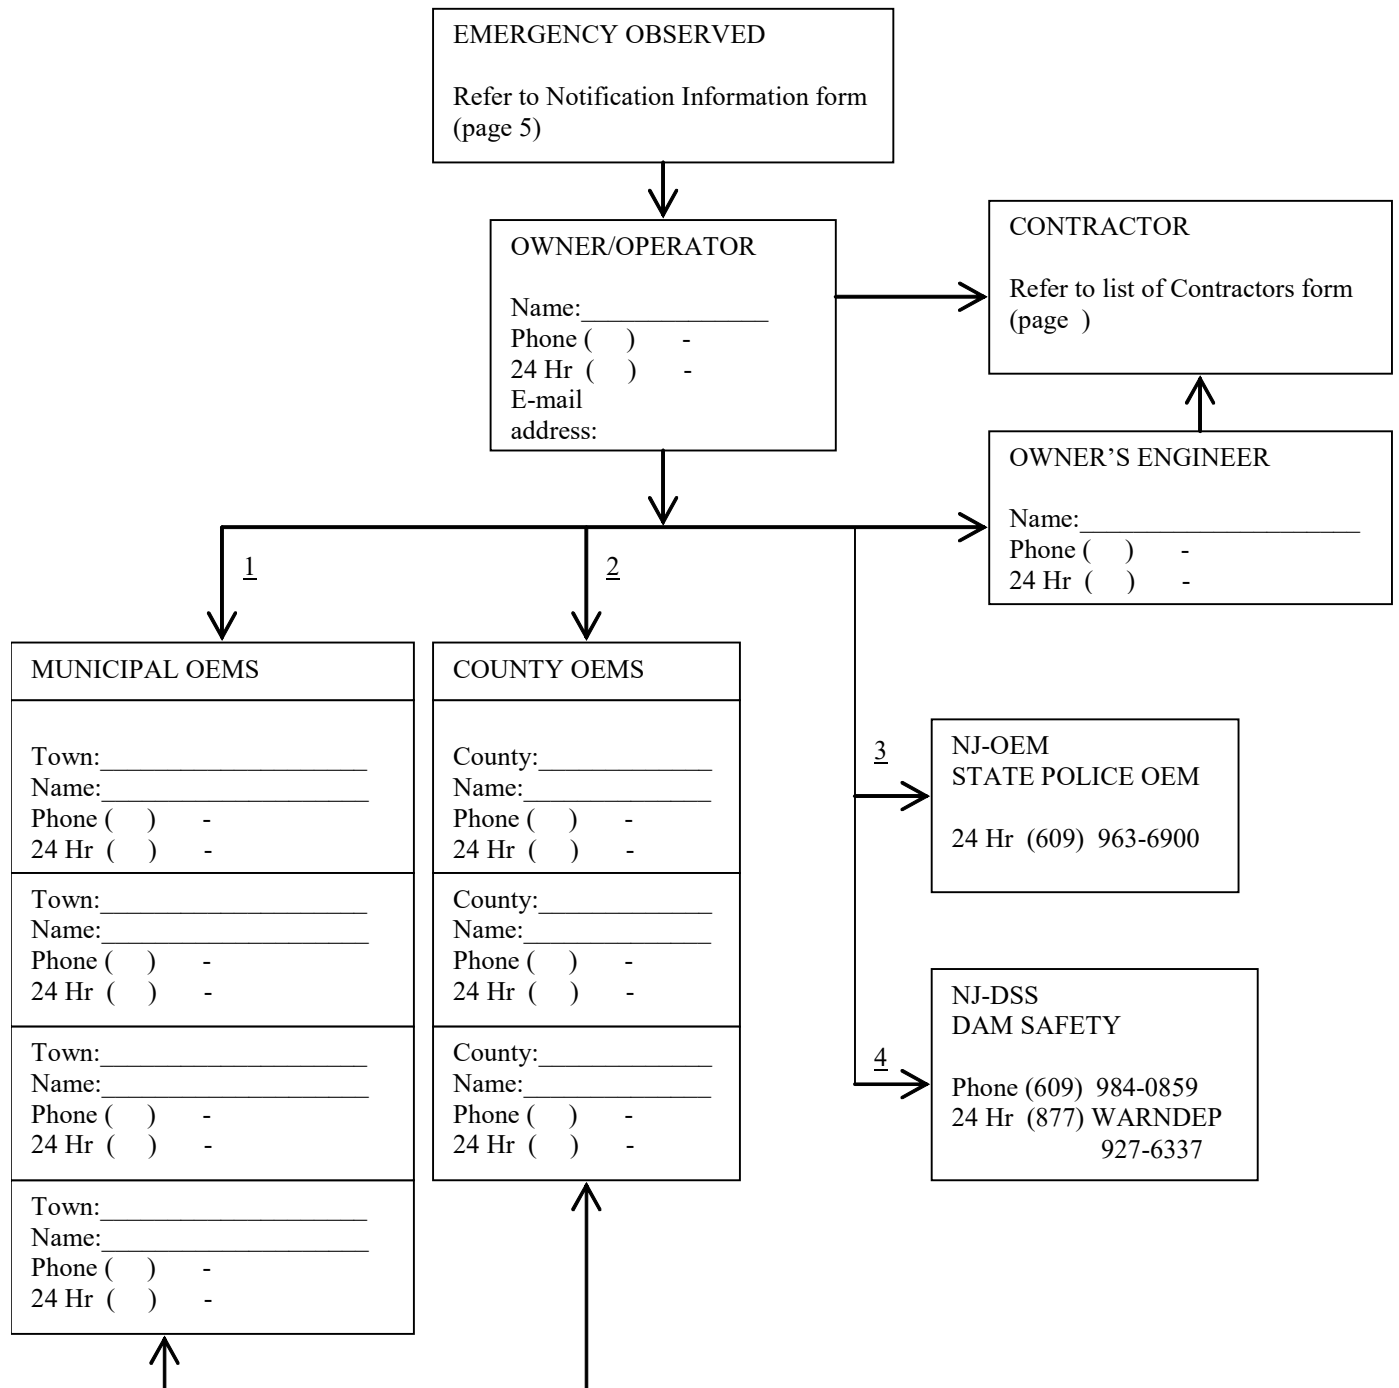 EMERGENCY OBSERVED
Refer to Notification Information form
(page 5)
OWNER/OPERATOR
Name:______________
Phone (    )      -
24 Hr  (    )      -
E-mail
address:
CONTRACTOR
Refer to list of Contractors form
(page  )
OWNER’S ENGINEER
Name:_____________________
Phone (    )      -
24 Hr  (    )      -
1
2
MUNICIPAL OEMS
Town:____________________
Name:____________________
Phone (    )      -
24 Hr  (    )      -
Town:____________________
Name:____________________
Phone (    )      -
24 Hr  (    )      -
Town:____________________
Name:____________________
Phone (    )      -
24 Hr  (    )      -
Town:____________________
Name:____________________
Phone (    )      -
24 Hr  (    )      -
COUNTY OEMS
County:_____________
Name:______________
Phone (    )      -
24 Hr  (    )      -
County:_____________
Name:______________
Phone (    )      -
24 Hr  (    )      -
County:_____________
Name:______________
Phone (    )      -
24 Hr  (    )      -
3
NJ-OEM
STATE POLICE OEM
24 Hr  (609)  963-6900
4
NJ-DSS
DAM SAFETY
Phone (609)  984-0859
24 Hr  (877) WARNDEP
927-6337